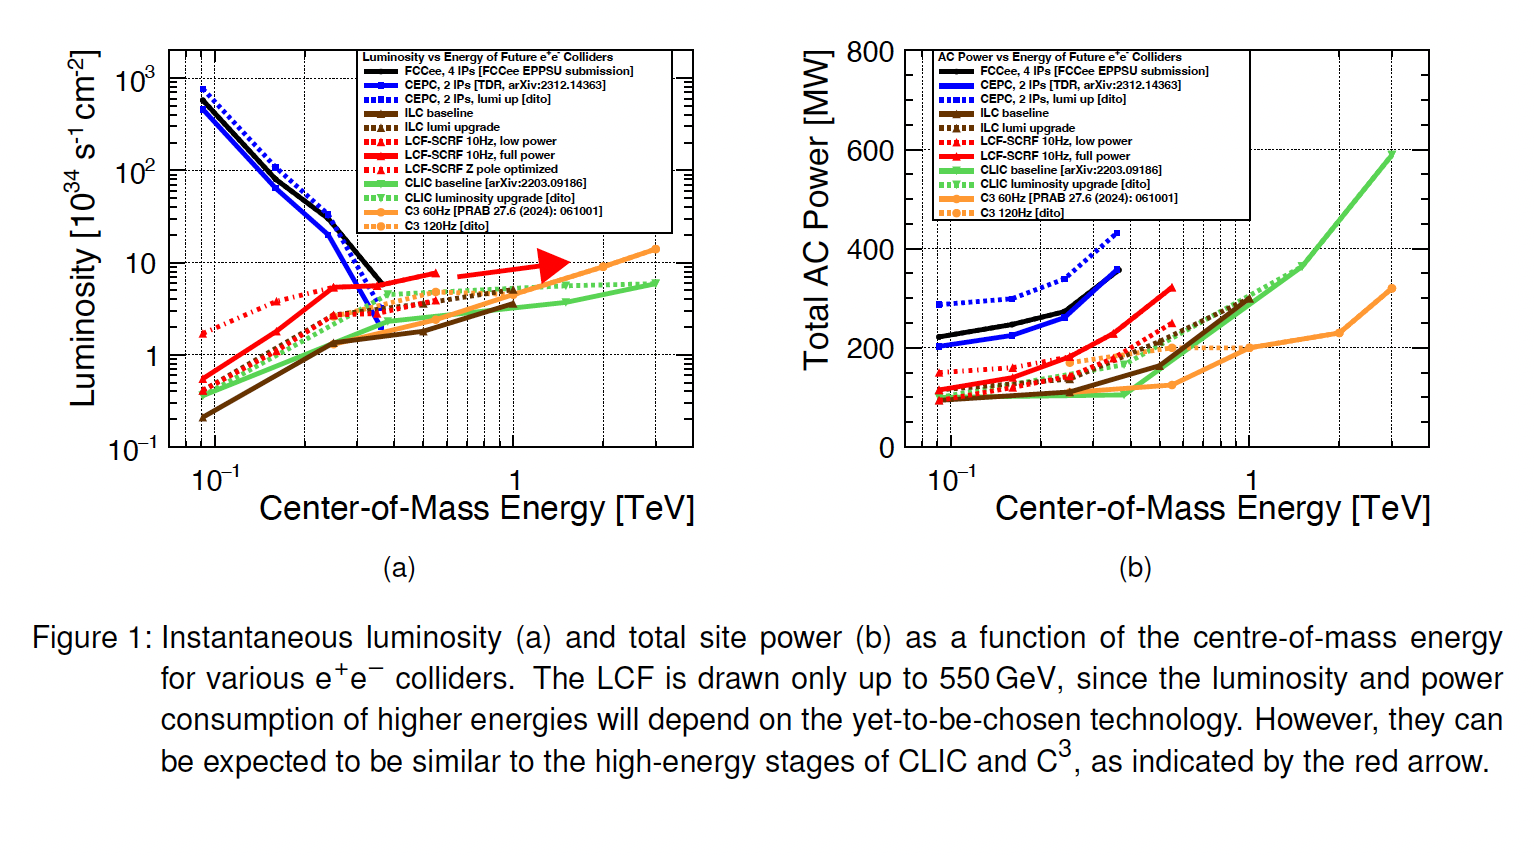 Luminosity vs Energy of Future e+e- Colliders
FCCee, 4 IPs [FCCee EPPSU submission]
CEPC, 2 IPs [TDR, arXiv:2312.14363]
CEPC, 2 IPs, lumi up [dito]
ILC baseline
ILC lumi upgrade
LCF-SCRF 10Hz, low power
LCF-SCRF 10Hz, full power
LCF-SCRF Z pole optimized
CLIC baseline [arXiv:2203.09186]
CLIC luminosity upgrade [dito]
C3 60Hz [PRAB 27.6 (2024): 061001]
C3 120Hz [dito]
Luminosity [10^34 s^-1 cm^-2]
10^3
10^2
10
1
10^−1
10^−1 1
Center-of-Mass Energy [TeV]
(a)
AC Power vs Energy of Future e+e- Colliders
FCCee, 4 IPs [FCCee EPPSU submission]
CEPC, 2 IPs [TDR, arXiv:2312.14363]
CEPC, 2 IPs, lumi up [dito]
ILC baseline
ILC lumi upgrade
LCF-SCRF 10Hz, low power
LCF-SCRF 10Hz, full power
CLIC baseline [arXiv:2203.09186]
CLIC luminosity upgrade [dito]
C3 60Hz [PRAB 27.6 (2024): 061001]
C3 120Hz [dito]
Total AC Power [MW]
800
600
400
200
0
10^−1 1
Center-of-Mass Energy [TeV]
(b)
Figure 1: Instantaneous luminosity (a) and total site power (b) as a function of the centre-of-mass energy
for various e+e− colliders. The LCF is drawn only up to 550 GeV, since the luminosity and power
consumption of higher energies will depend on the yet-to-be-chosen technology. However, they can
be expected to be similar to the high-energy stages of CLIC and C^3, as indicated by the red arrow.